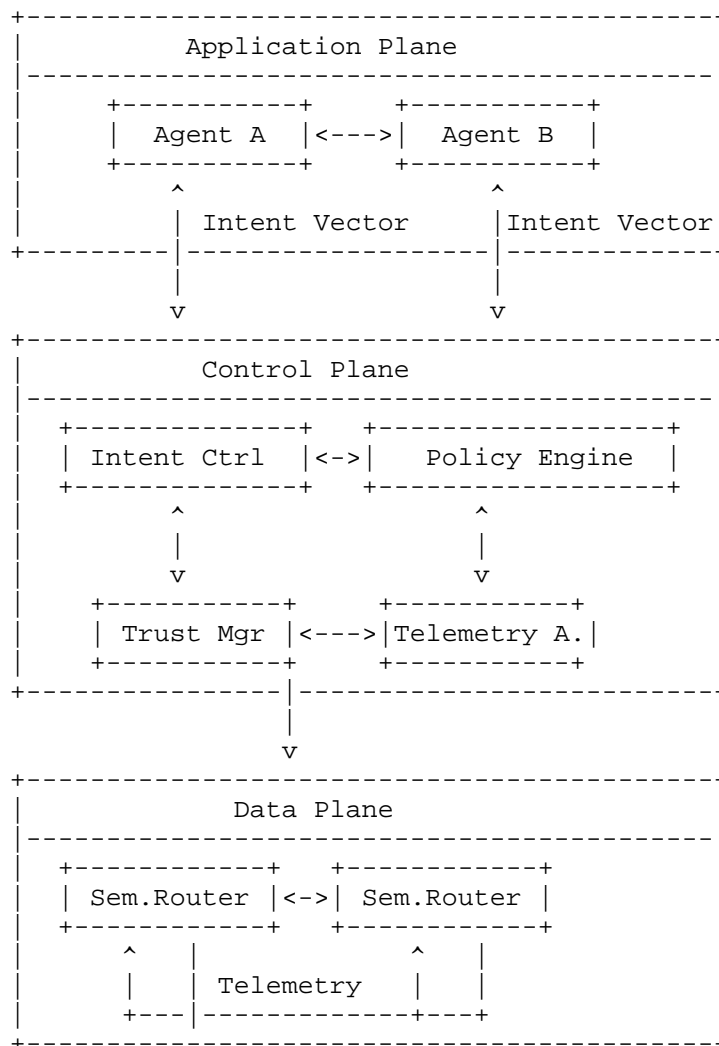 Application Plane
Agent A <---> Agent B
Intent Vector Intent Vector
Control Plane
Intent Ctrl <-> Policy Engine
Trust Mgr <---> Telemetry A.
Data Plane
Sem.Router <-> Sem.Router
Telemetry